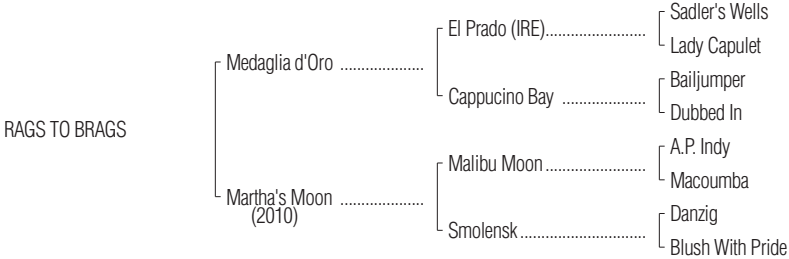 Sadler's Wells
El Prado (IRE)........................
Lady Capulet
Medaglia d'Oro ....................
Bailjumper
Cappucino Bay ....................
Dubbed In
RAGS TO BRAGS
A.P. Indy
Malibu Moon........................
Macoumba
Martha's Moon ....................
(2010)
Danzig
Smolensk..............................
Blush With Pride